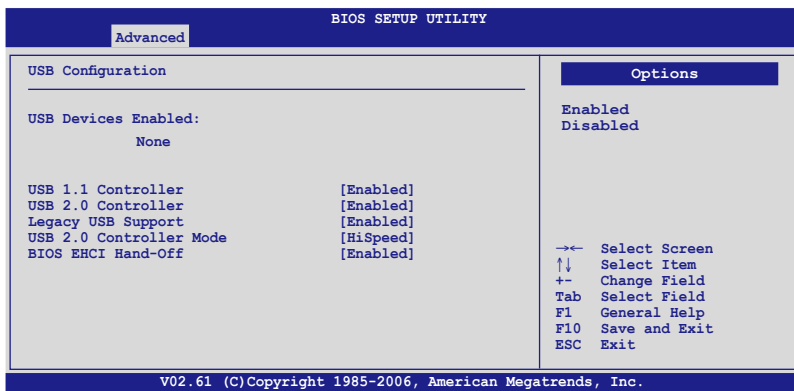 BIOS SETUP UTILITY
Advanced
USB Configuration
USB Devices Enabled:
None
USB 1.1 Controller [Enabled]
USB 2.0 Controller [Enabled]
Legacy USB Support [Enabled]
USB 2.0 Controller Mode [HiSpeed]
BIOS EHCI Hand-Off [Enabled]
Options
Enabled
Disabled
→← Select Screen
↑↓ Select Item
+- Change Field
Tab Select Field
F1 General Help
F10 Save and Exit
ESC Exit
V02.61 (C)Copyright 1985-2006, American Megatrends, Inc.